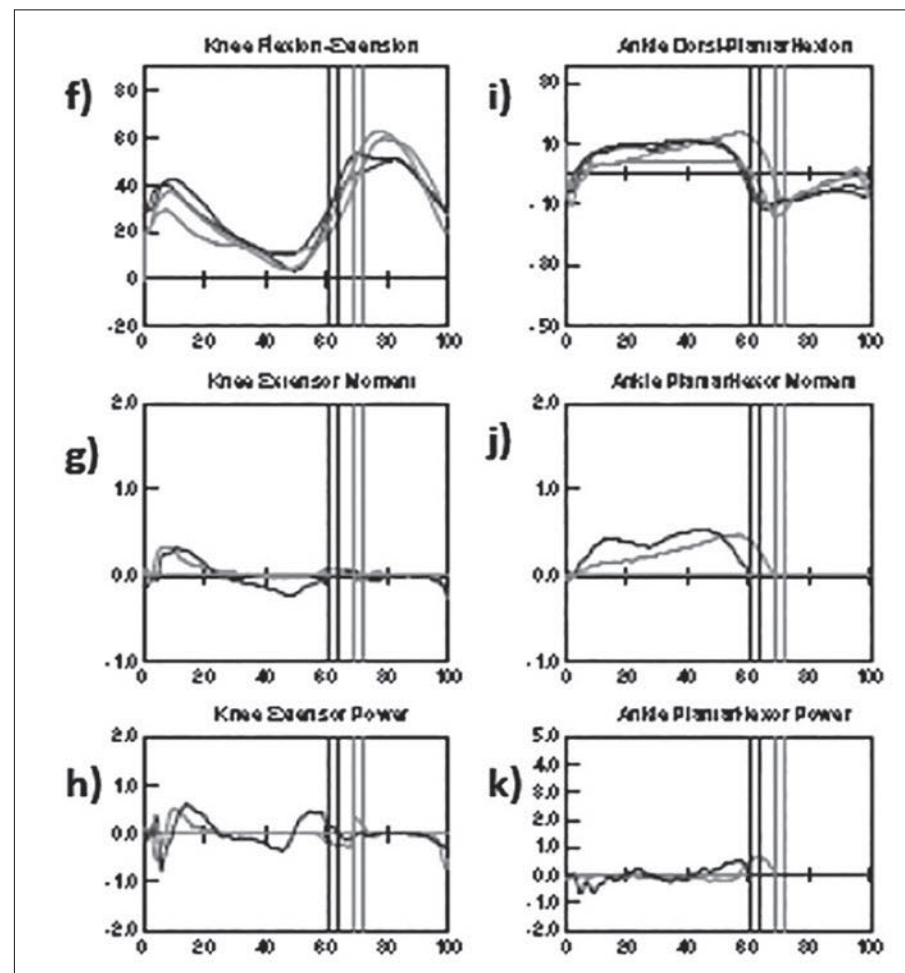 Knee Flexion-Extension
f)
80
60
40
20
0
-20
0 20 40 60 80 100
Ankle Dorsi-Plantarflexion
i)
30
10
-10
-30
-50
0 20 40 60 80 100
Knee Extensor Moment
g)
2.0
1.0
0.0
-1.0
0 20 40 60 80 100
Ankle Plantarflexor Moment
j)
2.0
1.0
0.0
-1.0
0 20 40 60 80 100
Knee Extensor Power
h)
2.0
1.0
0.0
-1.0
-2.0
0 20 40 60 80 100
Ankle Plantarflexor Power
k)
5.0
4.0
3.0
2.0
1.0
0.0
-1.0
-2.0
0 20 40 60 80 100